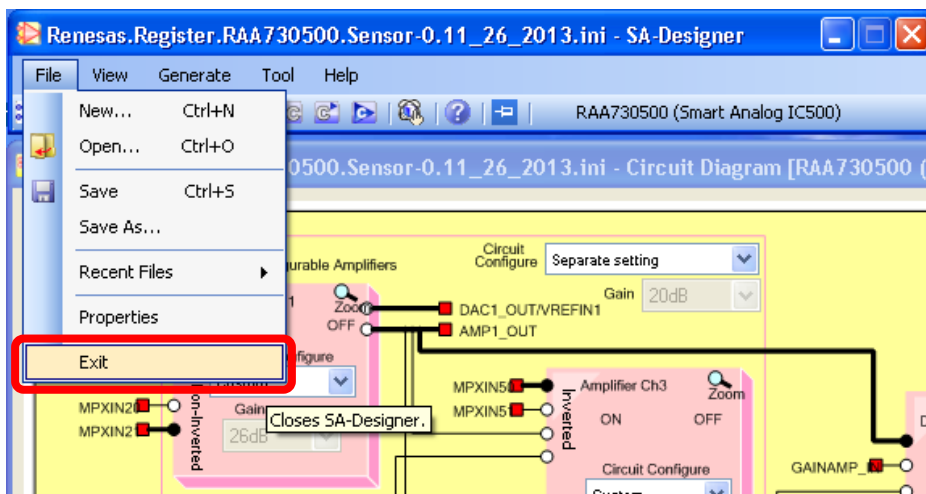 Renesas.Register.RAA730500.Sensor-0.11_26_2013.ini - SA-Designer
File View Generate Tool Help
New... Ctrl+N
RAA730500 (Smart Analog IC500)
Open... Ctrl+O
0500.Sensor-0.11_26_2013.ini - Circuit Diagram [RAA730500 (
Save Ctrl+S
Save As...
Recent Files
Properties
Exit
Closes SA-Designer.
urable Amplifiers
Circuit
Configure
Separate setting
Gain
20dB
1
Zoom
OFF
DAC1_OUT/VREFIN1
AMP1_OUT
figure
MPXIN20
MPXIN21
on-Inverted
Gain
26dB
MPXIN50
MPXIN51
Inverted
Amplifier Ch3
Zoom
ON
OFF
Circuit Configure
GAINAMP_